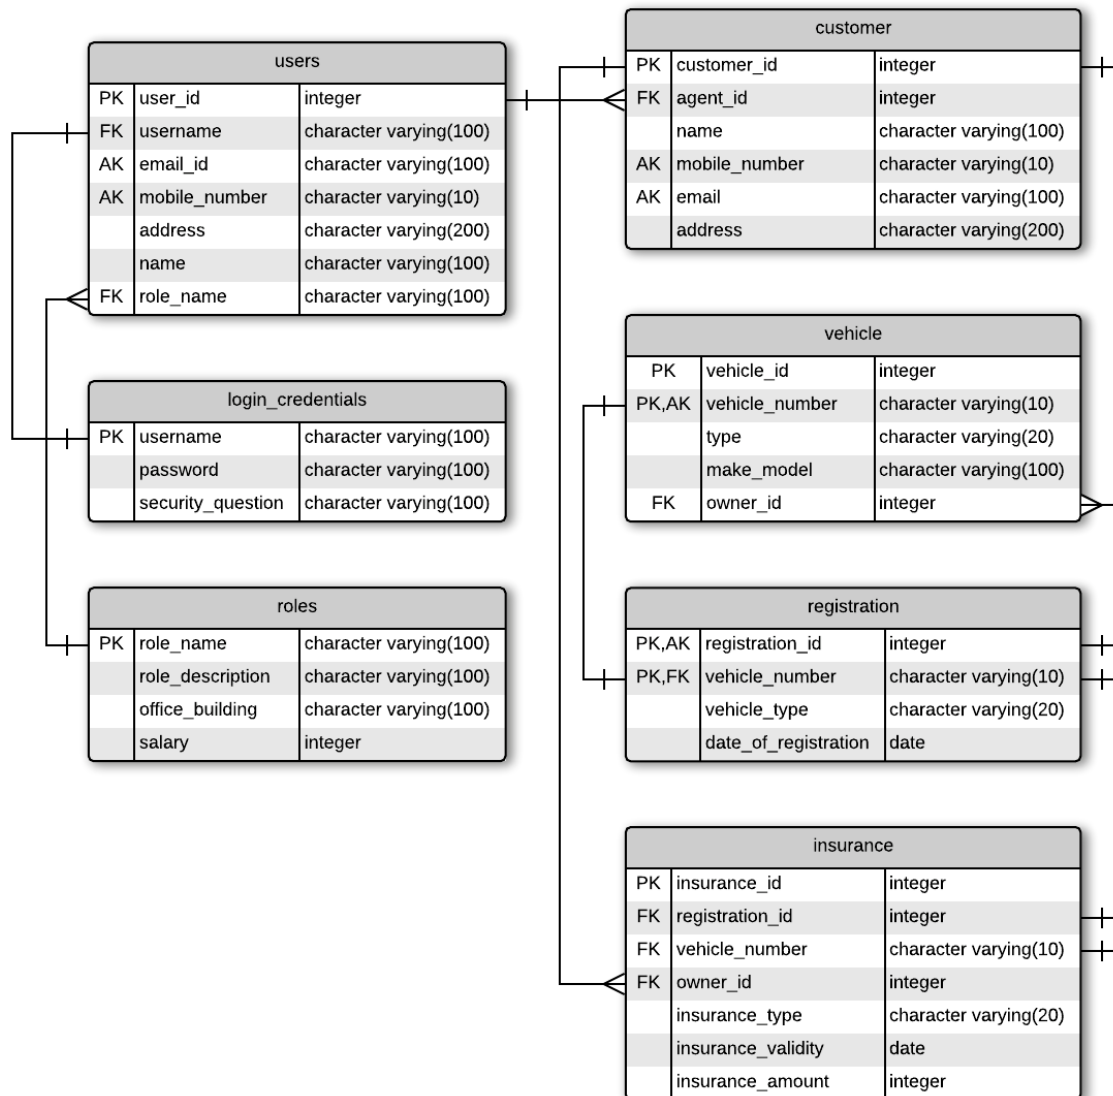 users
PK user_id integer
FK username character varying(100)
AK email_id character varying(100)
AK mobile_number character varying(10)
address character varying(200)
name character varying(100)
FK role_name character varying(100)
login_credentials
PK username character varying(100)
password character varying(100)
security_question character varying(100)
roles
PK role_name character varying(100)
role_description character varying(100)
office_building character varying(100)
salary integer
customer
PK customer_id integer
FK agent_id integer
name character varying(100)
AK mobile_number character varying(10)
AK email character varying(100)
address character varying(200)
vehicle
PK vehicle_id integer
PK,AK vehicle_number character varying(10)
type character varying(20)
make_model character varying(100)
FK owner_id integer
registration
PK,AK registration_id integer
PK,FK vehicle_number character varying(10)
vehicle_type character varying(20)
date_of_registration date
insurance
PK insurance_id integer
FK registration_id integer
FK vehicle_number character varying(10)
FK owner_id integer
insurance_type character varying(20)
insurance_validity date
insurance_amount integer